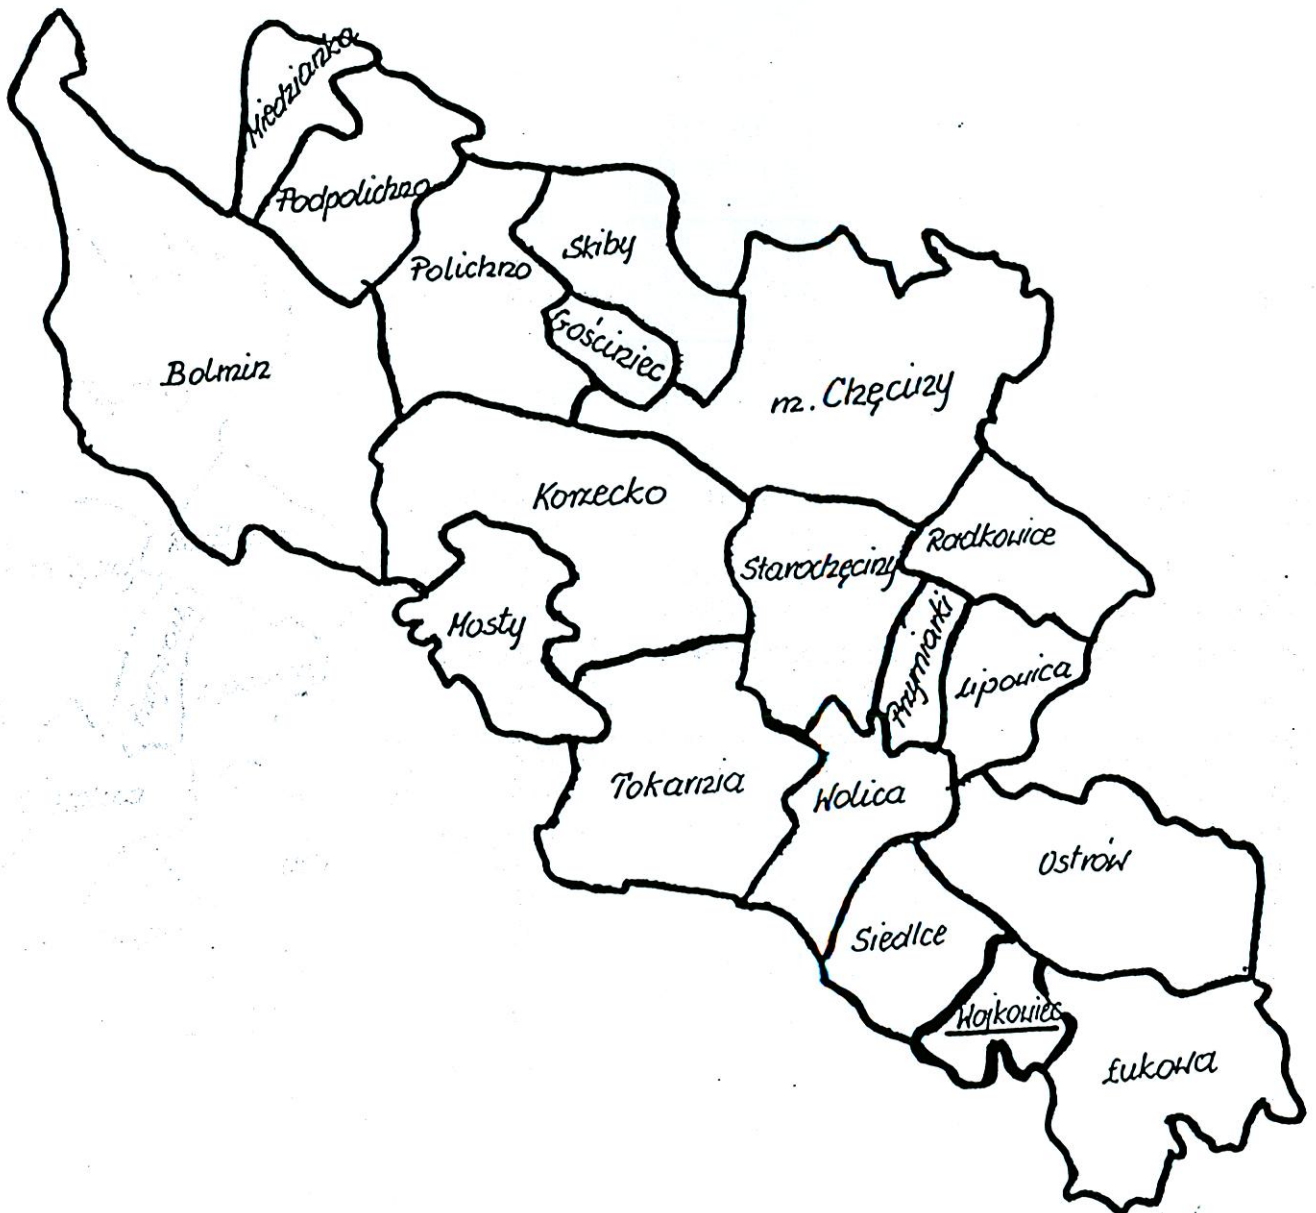 Miedzianka
Podpolichno
Polichno
Skiby
Gościniec
Bolmin
m. Chęciny
Korzecko
Starochęciny
Radkowice
Mosty
Przymiarki
Lipowica
Tokarnia
Wolica
Ostrów
Siedlce
Wojkowiec
Łukowa